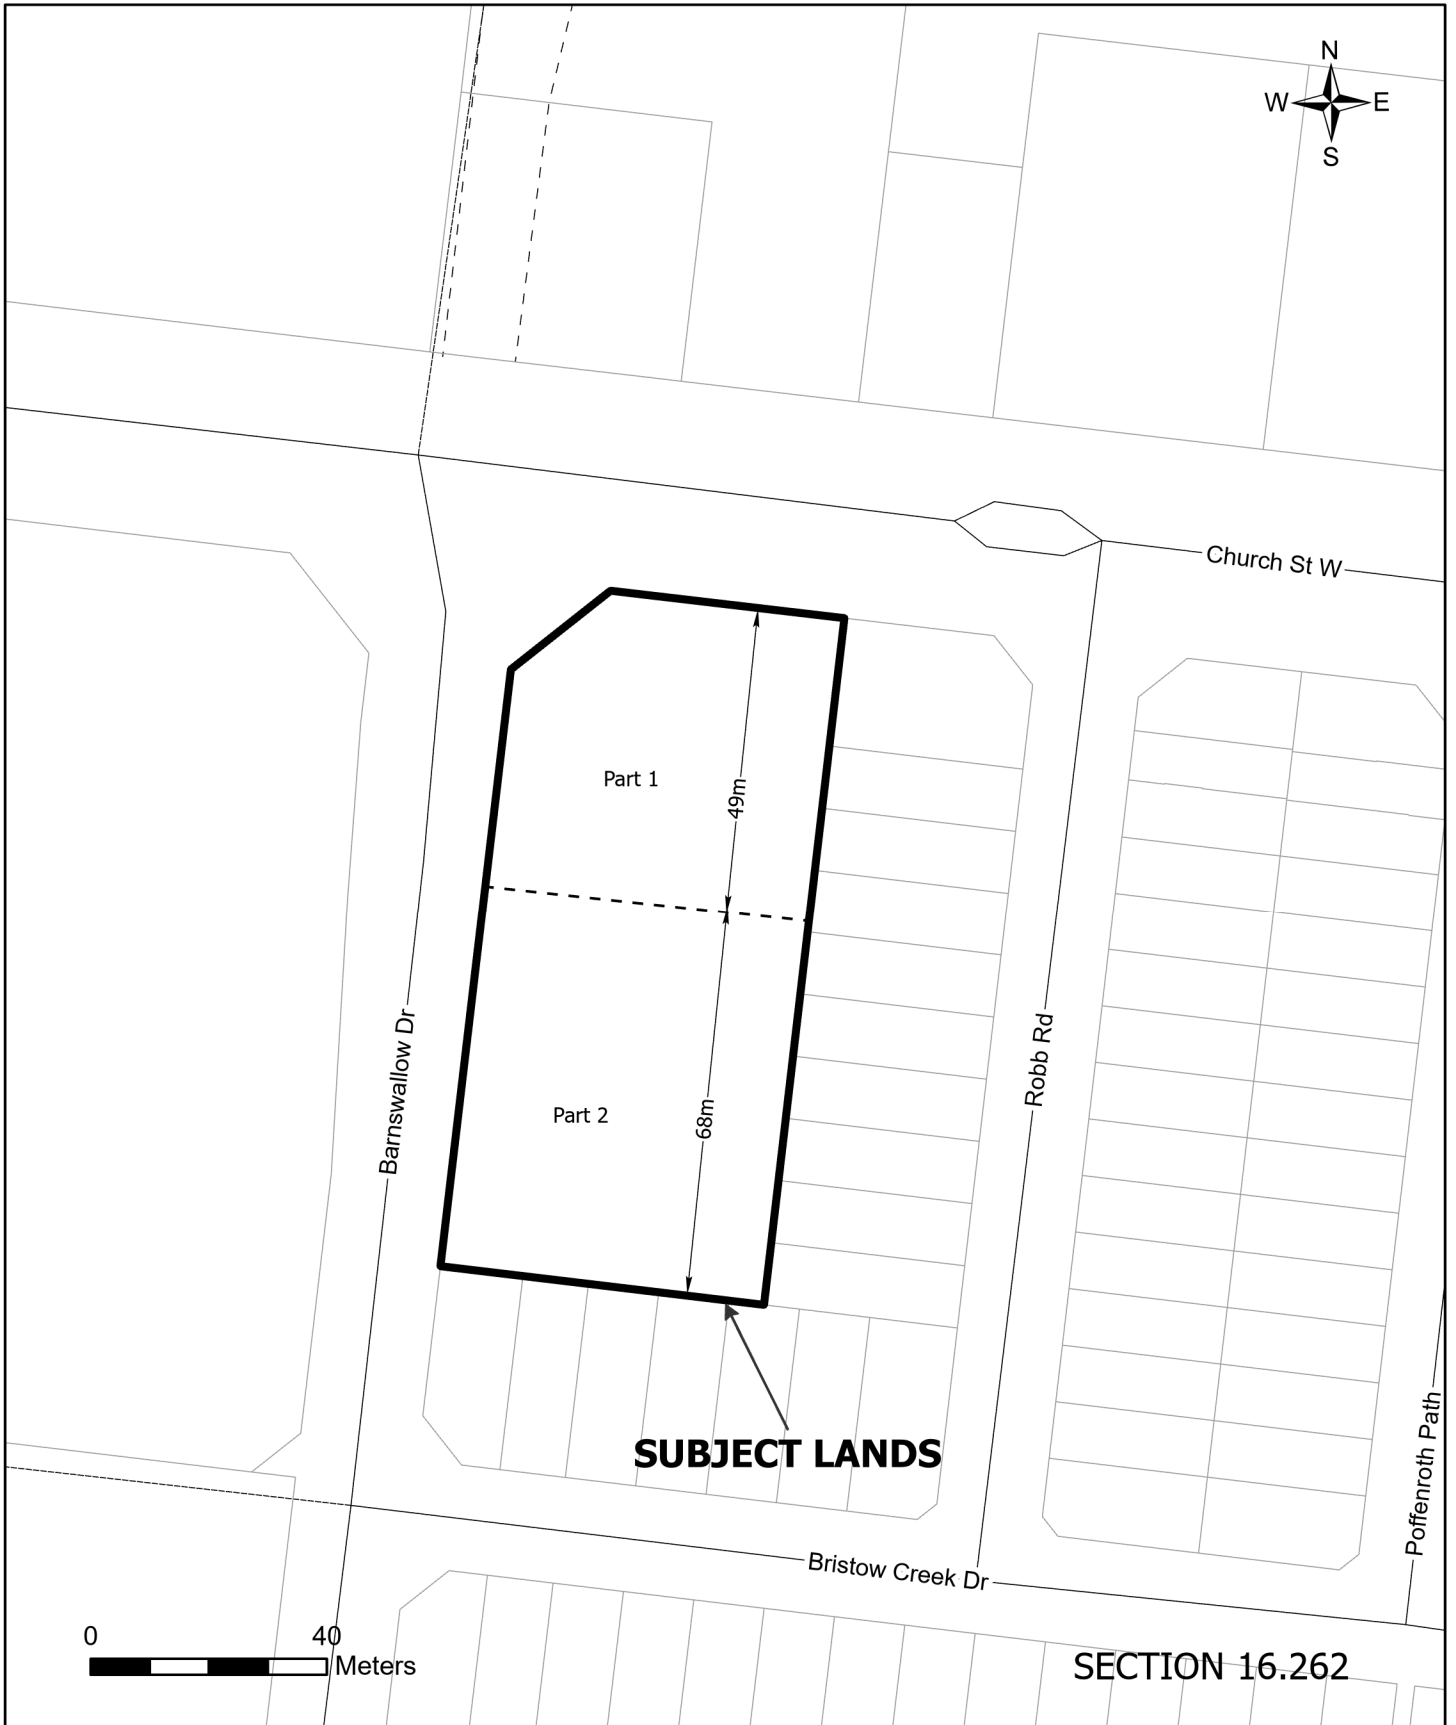 N
W E
S
Church St W
Part 1
49m
Part 2
68m
Barnswallow Dr
Robb Rd
SUBJECT LANDS
Poffenroth Path
Bristow Creek Dr
0 40
Meters
SECTION 16.262